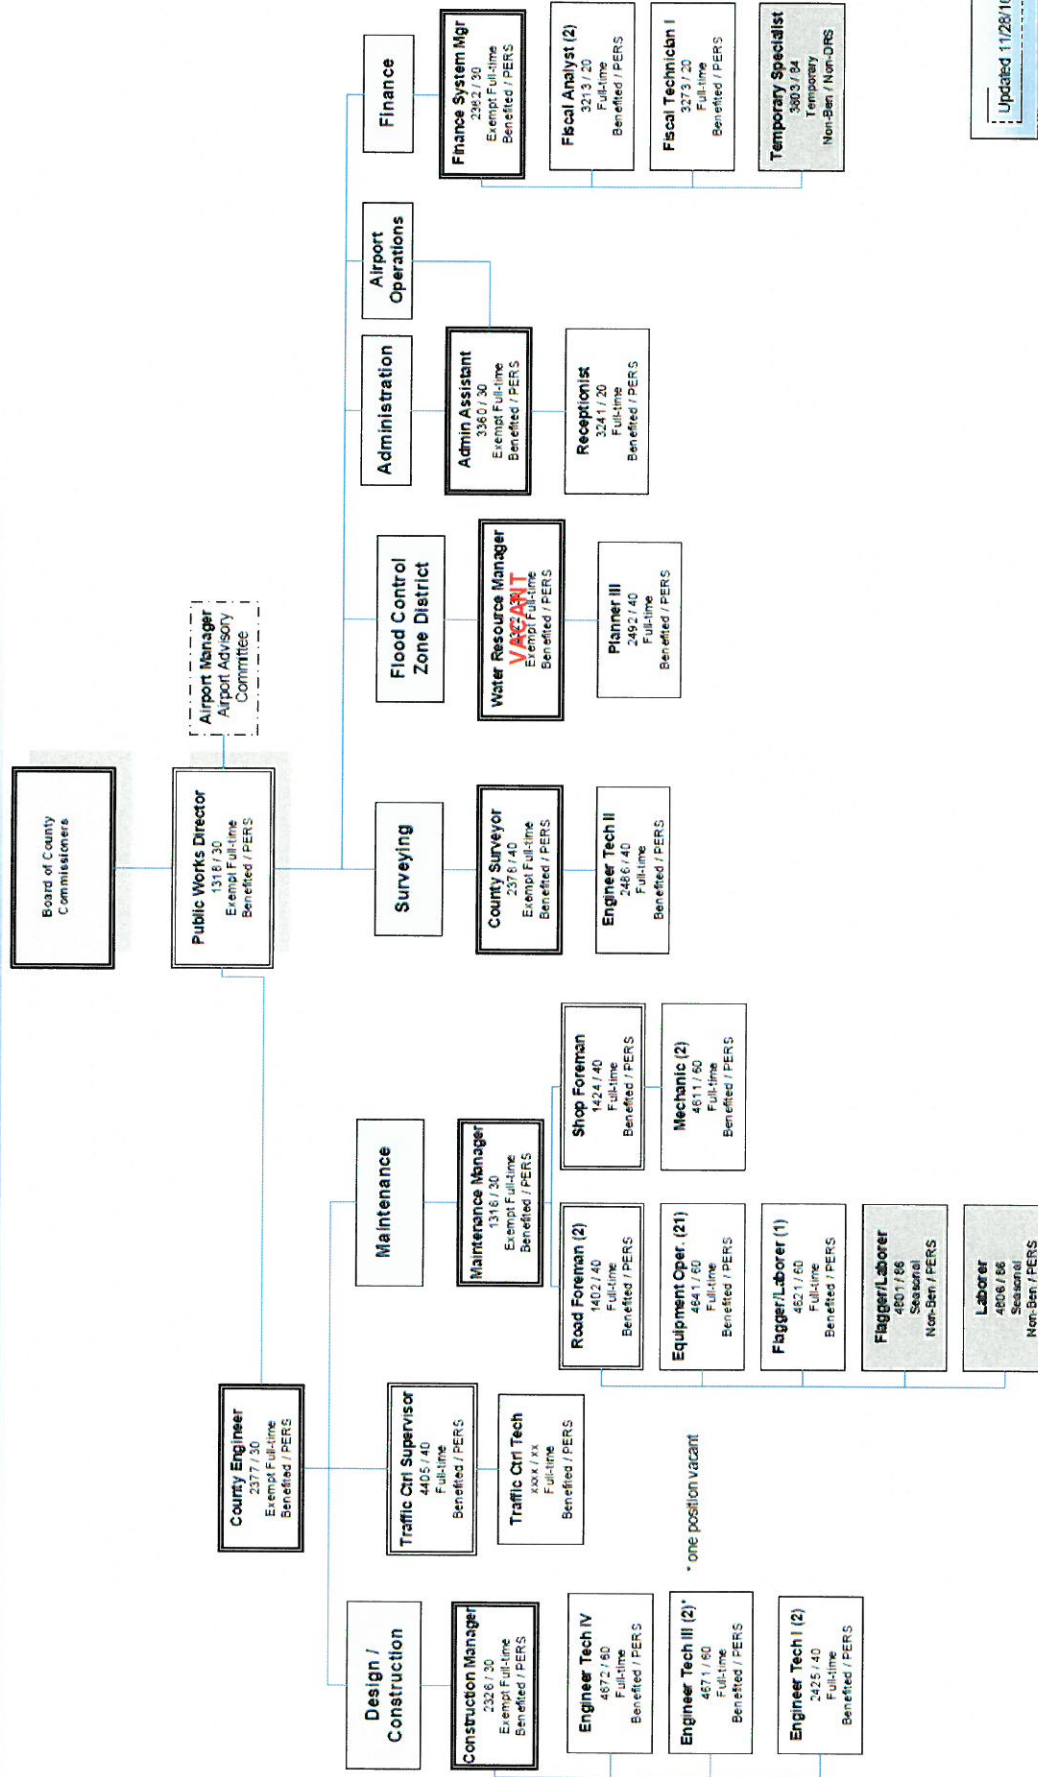 Board of County
Commissioners
Public Works Director
1318 / 30
Exempt Full-time
Benefited / PERS
Airport Manager
Airport Advisory
Committee
County Engineer
2377 / 30
Exempt Full-time
Benefited / PERS
Design /
Construction
Construction Manager
2326 / 30
Exempt Full-time
Benefited / PERS
Engineer Tech IV
4672 / 60
Full-time
Benefited / PERS
Engineer Tech III (2)*
4671 / 60
Full-time
Benefited / PERS
* one position vacant
Engineer Tech I (2)
2425 / 40
Full-time
Benefited / PERS
Traffic Ctrl Supervisor
4405 / 40
Full-time
Benefited / PERS
Traffic Ctrl Tech
xxxx / xx
Full-time
Benefited / PERS
Maintenance
Maintenance Manager
1316 / 30
Exempt Full-time
Benefited / PERS
Road Foreman (2)
1402 / 40
Full-time
Benefited / PERS
Equipment Oper. (21)
4641 / 60
Full-time
Benefited / PERS
Flagger/Laborer (1)
4621 / 60
Full-time
Benefited / PERS
Flagger/Laborer
4801 / 86
Seasonal
Non-Ben / PERS
Laborer
4806 / 86
Seasonal
Non-Ben / PERS
Shop Foreman
1424 / 40
Full-time
Benefited / PERS
Mechanic (2)
4611 / 60
Full-time
Benefited / PERS
Surveying
County Surveyor
2378 / 40
Exempt Full-time
Benefited / PERS
Engineer Tech II
2486 / 40
Full-time
Benefited / PERS
Flood Control
Zone District
Water Resource Manager
VACANT
Exempt Full-time
Benefited / PERS
Planner III
2492 / 40
Full-time
Benefited / PERS
Administration
Admin Assistant
3360 / 30
Exempt Full-time
Benefited / PERS
Receptionist
3241 / 20
Full-time
Benefited / PERS
Airport
Operations
Finance
Finance System Mgr
2382 / 30
Exempt Full-time
Benefited / PERS
Fiscal Analyst (2)
3213 / 20
Full-time
Benefited / PERS
Fiscal Technician I
3273 / 20
Full-time
Benefited / PERS
Temporary Specialist
3803 / 84
Temporary
Non-Ben / Non-DRS
Updated 11/28/16